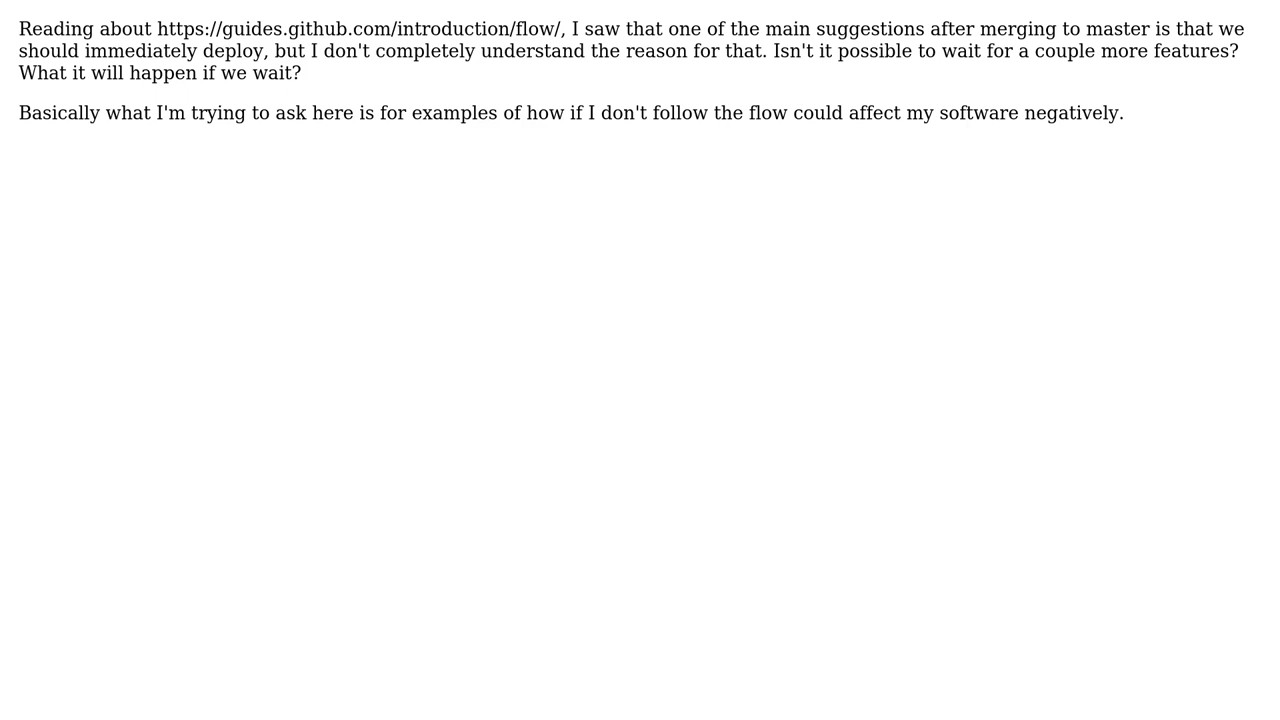 Reading about https://guides.github.com/introduction/flow/, I saw that one of the main suggestions after merging to master is that we
should immediately deploy, but I don't completely understand the reason for that. Isn't it possible to wait for a couple more features?
What it will happen if we wait?
Basically what I'm trying to ask here is for examples of how if I don't follow the flow could affect my software negatively.